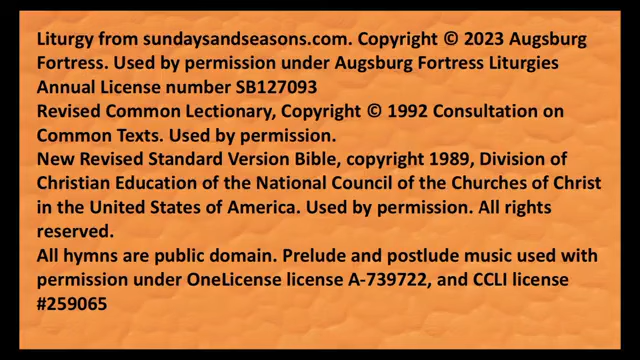 Liturgy from sundaysandseasons.com. Copyright © 2023 Augsburg
Fortress. Used by permission under Augsburg Fortress Liturgies
Annual License number SB127093
Revised Common Lectionary, Copyright © 1992 Consultation on
Common Texts. Used by permission.
New Revised Standard Version Bible, copyright 1989, Division of
Christian Education of the National Council of the Churches of Christ
in the United States of America. Used by permission. All rights
reserved.
All hymns are public domain. Prelude and postlude music used with
permission under OneLicense license A-739722, and CCLI license
#259065